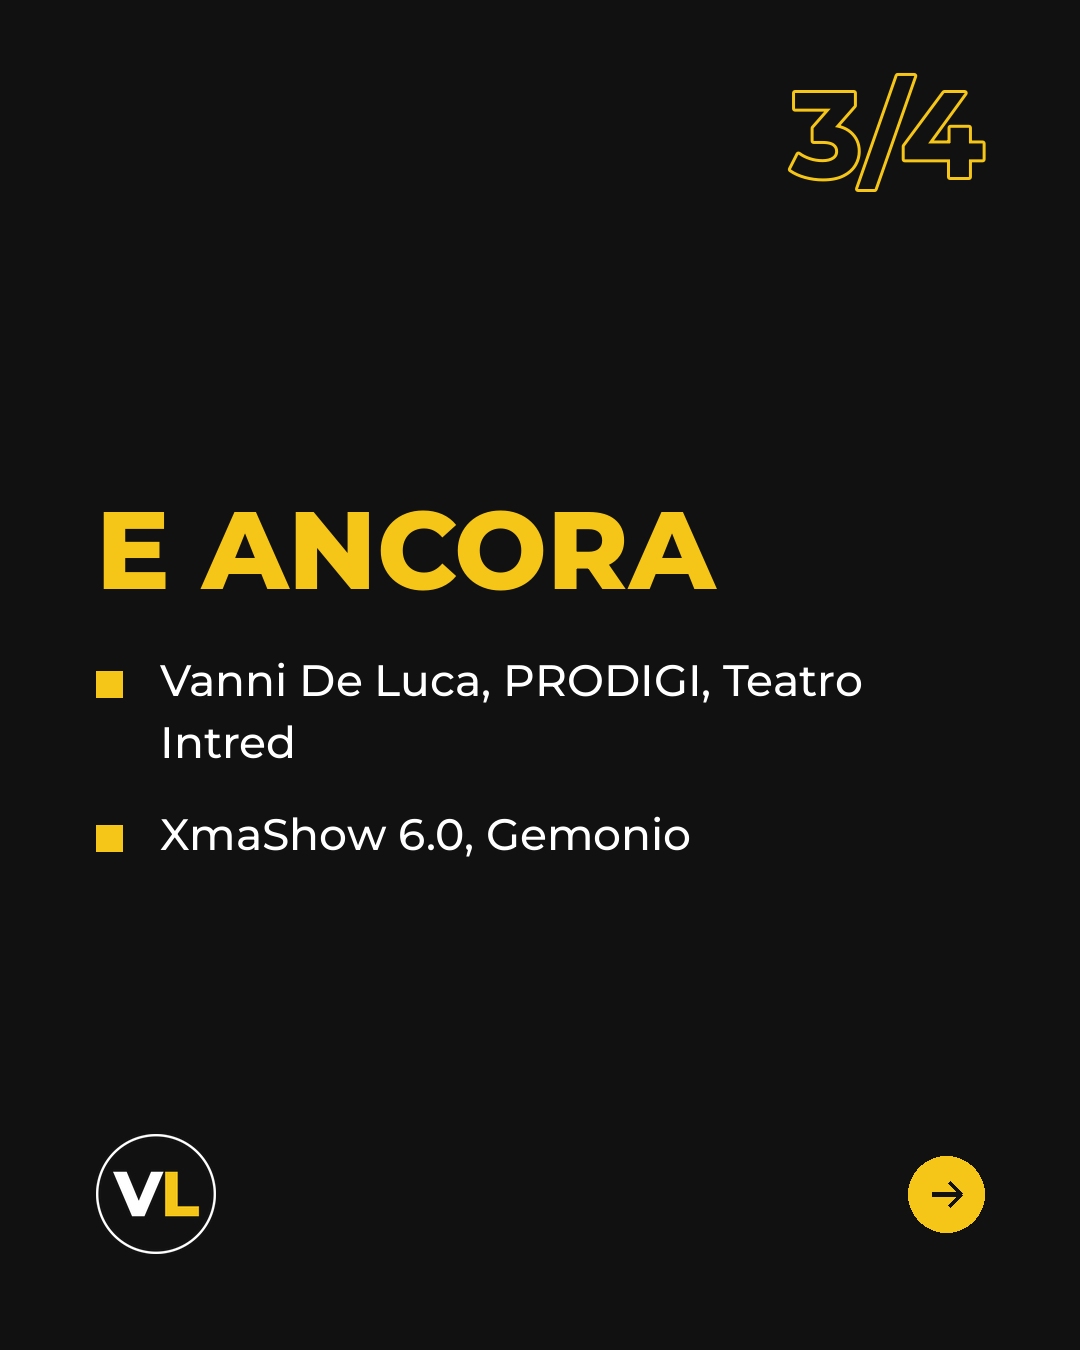 3/4
E ANCORA
Vanni De Luca, PRODIGI, Teatro
Intred
XmaShow 6.0, Gemonio
VL